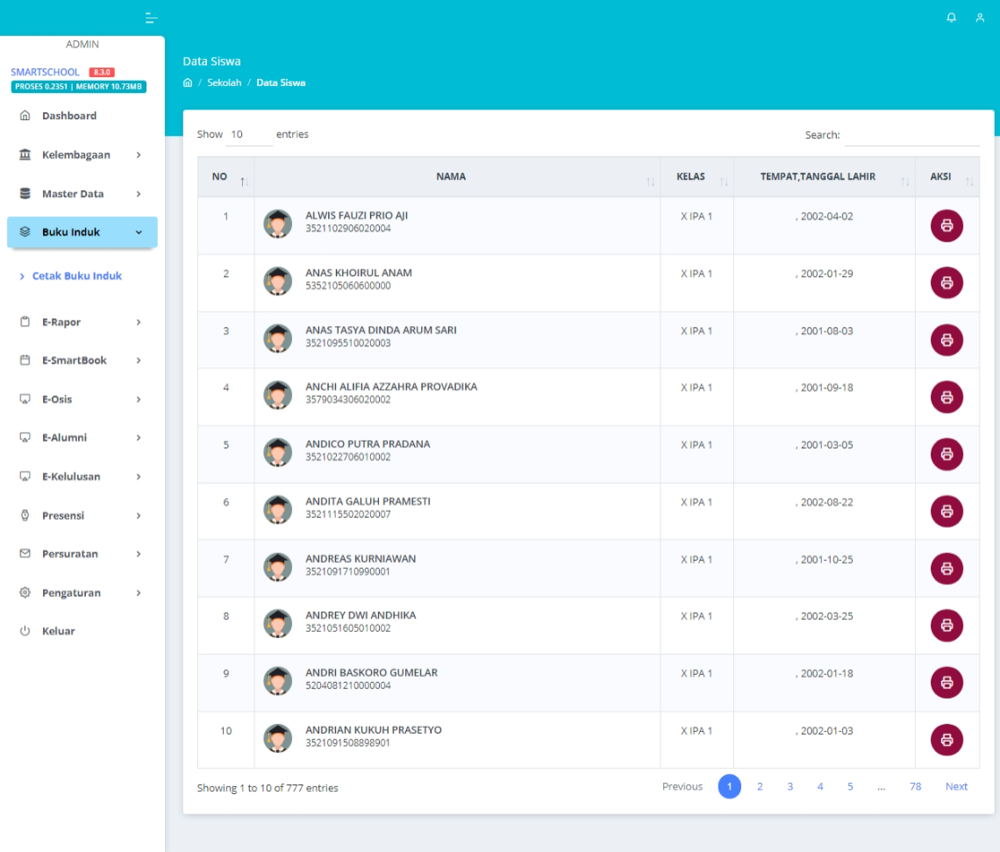 ADMIN
SMARTSCHOOL 8.3.0
PROSES 0.2351 | MEMORY 10.73MB
Dashboard
Kelembagaan
Master Data
Buku Induk
Cetak Buku Induk
E-Rapor
E-SmartBook
E-Osis
E-Alumni
E-Kelulusan
Presensi
Persuratan
Pengaturan
Keluar
Data Siswa
/ Sekolah / Data Siswa
Show 10 entries
Search:
NO NAMA KELAS TEMPAT,TANGGAL LAHIR AKSI
1 ALWIS FAUZI PRIO AJI X IPA 1 , 2002-04-02
3521102906020004
2 ANAS KHOIRUL ANAM X IPA 1 , 2002-01-29
5352105060600000
3 ANAS TASYA DINDA ARUM SARI X IPA 1 , 2001-08-03
3521095510020003
4 ANCHI ALIFIA AZZAHRA PROVADIKA X IPA 1 , 2001-09-18
3579034306020002
5 ANDICO PUTRA PRADANA X IPA 1 , 2001-03-05
3521022706010002
6 ANDITA GALUH PRAMESTI X IPA 1 , 2002-08-22
3521115502020007
7 ANDREAS KURNIAWAN X IPA 1 , 2001-10-25
3521091710990001
8 ANDREY DWI ANDHIKA X IPA 1 , 2002-03-25
3521051605010002
9 ANDRI BASKORO GUMELAR X IPA 1 , 2002-01-18
5204081210000004
10 ANDRIAN KUKUH PRASETYO X IPA 1 , 2002-01-03
3521091508898901
Showing 1 to 10 of 777 entries
Previous 1 2 3 4 5 ... 78 Next